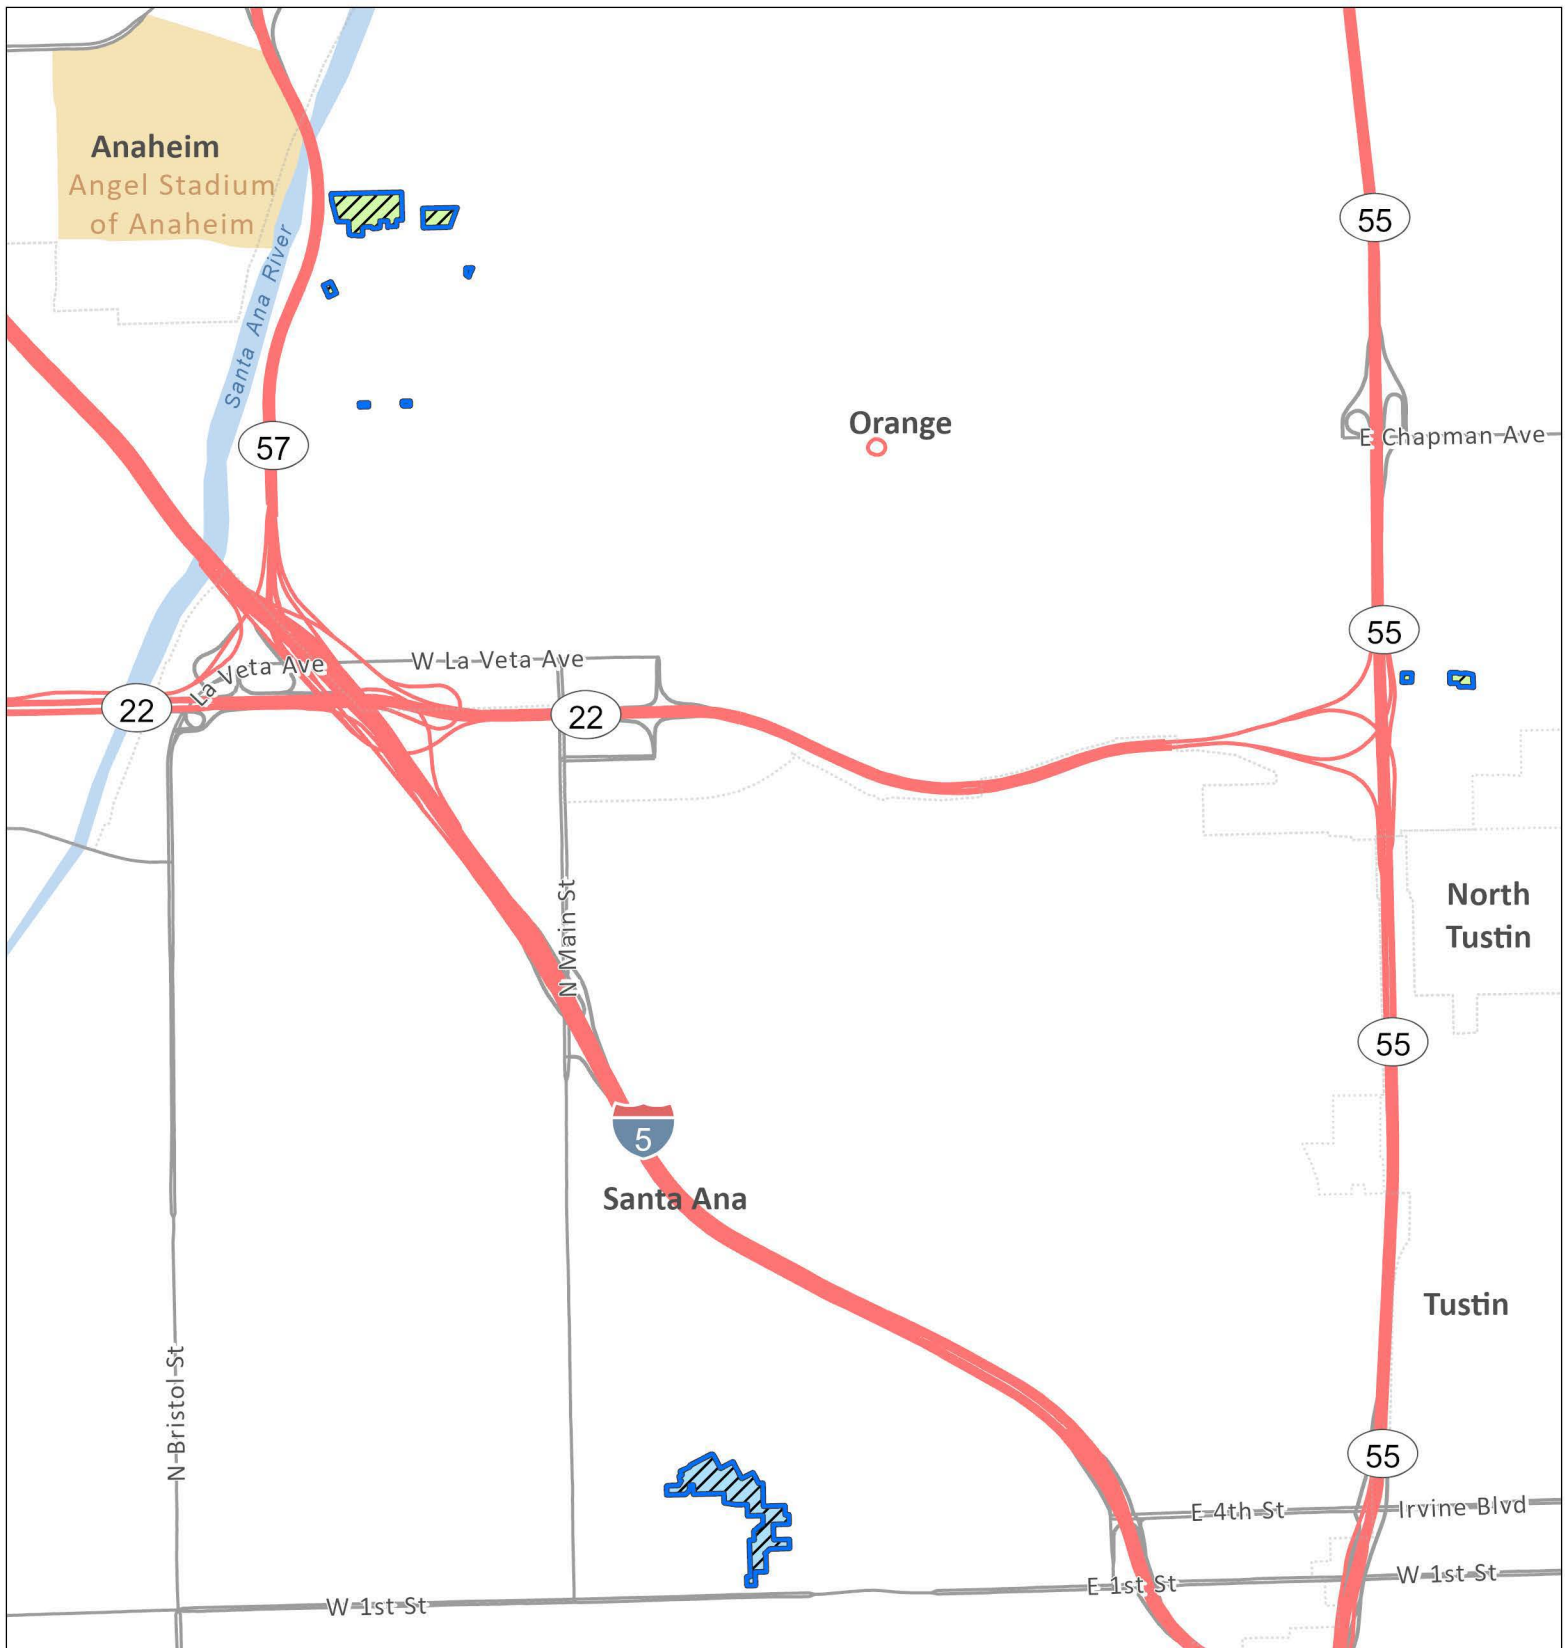 Anaheim
Angel Stadium
of Anaheim
55
Santa Ana River
Orange
E Chapman Ave
57
55
W La Veta Ave
La Veta Ave
22
22
North
Tustin
N Main St
55
5
Santa Ana
Tustin
N Bristol St
55
E 4th St
Irvine Blvd
W 1st St
E 1st St
W 1st St